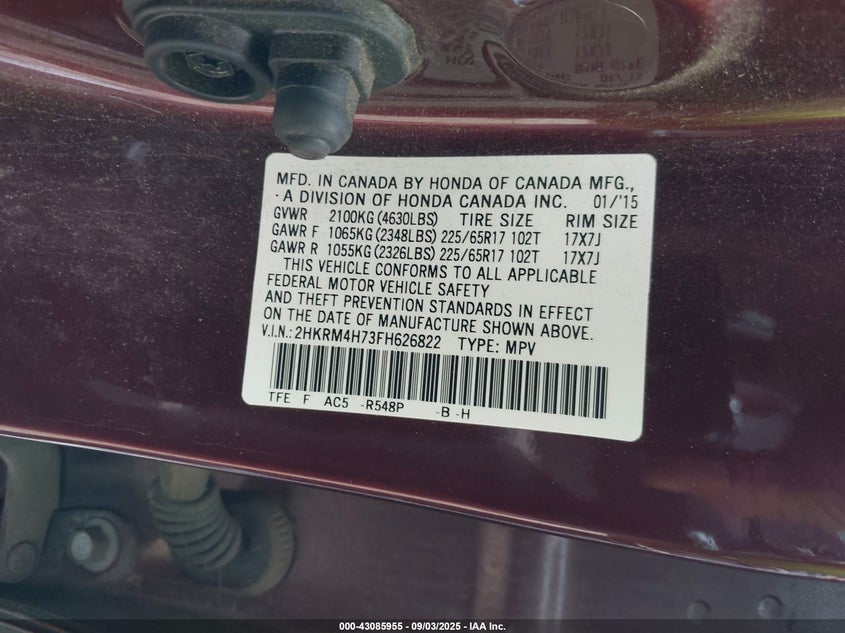 MFD. IN CANADA BY HONDA OF CANADA MFG.,
A DIVISION OF HONDA CANADA INC. 01/'15
GVWR 2100KG (4630LBS) TIRE SIZE RIM SIZE
GAWR F 1065KG (2348LBS) 225/65R17 102T 17X7J
GAWR R 1055KG (2326LBS) 225/65R17 102T 17X7J
THIS VEHICLE CONFORMS TO ALL APPLICABLE
FEDERAL MOTOR VEHICLE SAFETY
AND THEFT PREVENTION STANDARDS IN EFFECT
ON THE DATE OF MANUFACTURE SHOWN ABOVE.
V.I.N.: 2HKRM4H73FH626822 TYPE: MPV
TFE F AC5 -R548P -B -H
000-43085955 - 09/03/2025 - IAA Inc.